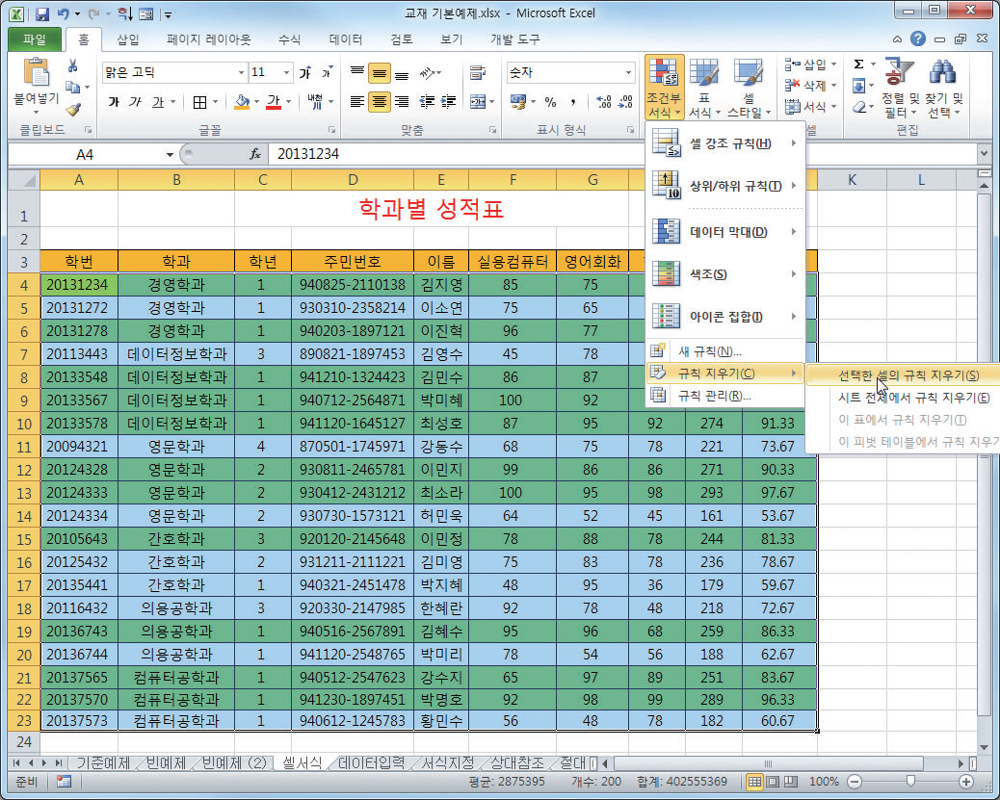 교재 기본예제.xlsx - Microsoft Excel
파일 홈 삽입 페이지 레이아웃 수식 데이터 검토 보기 개발 도구
붙여넣기
맑은 고딕 11 가 가
가 가 가 가 내천
숫자
% ,
조건부 서식
표 서식
셀 스타일
삽입
삭제
서식
Σ
정렬 및 필터
찾기 및 선택
클립보드 글꼴 맞춤 표시 형식 셀 편집
A4 fx 20131234
A B C D E F G K L
1 학과별 성적표
2
3 학번 학과 학년 주민번호 이름 실용컴퓨터 영어회화
4 20131234 경영학과 1 940825-2110138 김지영 85 75
5 20131272 경영학과 1 930310-2358214 이소연 75 65
6 20131278 경영학과 1 940203-1897121 이진혁 96 77
7 20113443 데이터정보학과 3 890821-1897453 김영수 45 78
8 20133548 데이터정보학과 1 941210-1324423 김민수 86 87
9 20133567 데이터정보학과 1 940712-2564871 박미혜 100 92
10 20133578 데이터정보학과 1 941120-1645127 최성호 87 95 92 274 91.33
11 20094321 영문학과 4 870501-1745971 강동수 68 75 78 221 73.67
12 20124328 영문학과 2 930811-2465781 이민지 99 86 86 271 90.33
13 20124333 영문학과 2 930412-2431212 최소라 100 95 98 293 97.67
14 20124334 영문학과 2 930730-1573121 허민욱 64 52 45 161 53.67
15 20105643 간호학과 3 920120-2145648 이민정 78 88 78 244 81.33
16 20125432 간호학과 2 931211-2111221 김미영 75 83 78 236 78.67
17 20135441 간호학과 1 940321-2451478 박지혜 48 95 36 179 59.67
18 20116432 의용공학과 3 920330-2147985 한혜란 92 78 48 218 72.67
19 20136743 의용공학과 1 940516-2567891 김혜수 95 96 68 259 86.33
20 20136744 의용공학과 1 941120-2548765 박미리 78 54 56 188 62.67
21 20137565 컴퓨터공학과 1 940512-2547623 강수지 65 97 89 251 83.67
22 20137570 컴퓨터공학과 1 941230-1897451 박명호 92 98 99 289 96.33
23 20137573 컴퓨터공학과 1 940612-1245783 황민수 56 48 78 182 60.67
24
셀 강조 규칙(H)
상위/하위 규칙(T)
데이터 막대(D)
색조(S)
아이콘 집합(I)
새 규칙(N)...
규칙 지우기(C)
규칙 관리(R)...
선택한 셀의 규칙 지우기(S)
시트 전체에서 규칙 지우기(E)
이 표에서 규칙 지우기(T)
이 피벗 테이블에서 규칙 지우기
기준예제 빈예제 빈예제 (2) 셀서식 데이터입력 서식지정 상대참조 절대
준비 평균: 2875395 개수: 200 합계: 402555369 100%